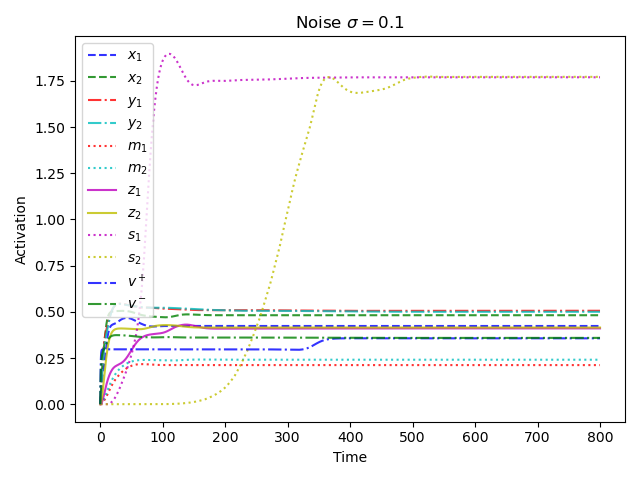 Noise σ = 0.1
Activation
1.75
1.50
1.25
1.00
0.75
0.50
0.25
0.00
x₁
x₂
y₁
y₂
m₁
m₂
z₁
z₂
s₁
s₂
v⁺
v⁻
0 100 200 300 400 500 600 700 800
Time